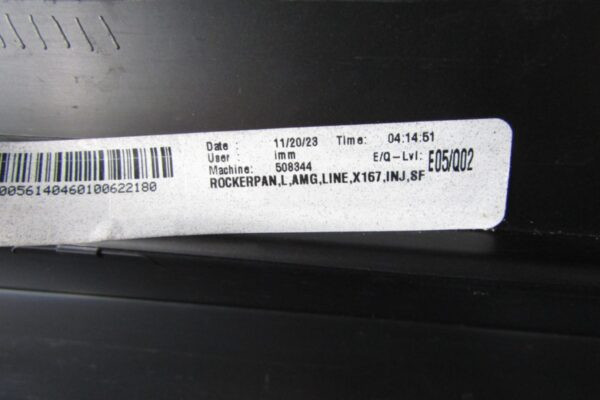 Date : 11/20/23 Time: 04:14:51
User : imm E/Q-Lvl: E05/Q02
Machine: 508344
ROCKERPAN,L,AMG,LINE,X167,INJ,SF
0056140460100622180